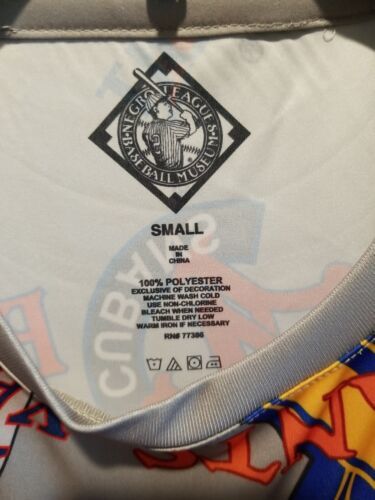 NEGRO LEAGUES
BASEBALL MUSEUM
SMALL
MADE
IN
CHINA
100% POLYESTER
EXCLUSIVE OF DECORATION
MACHINE WASH COLD
USE NON-CHLORINE
BLEACH WHEN NEEDED
TUMBLE DRY LOW
WARM IRON IF NECESSARY
RN# 77386
CUBANS